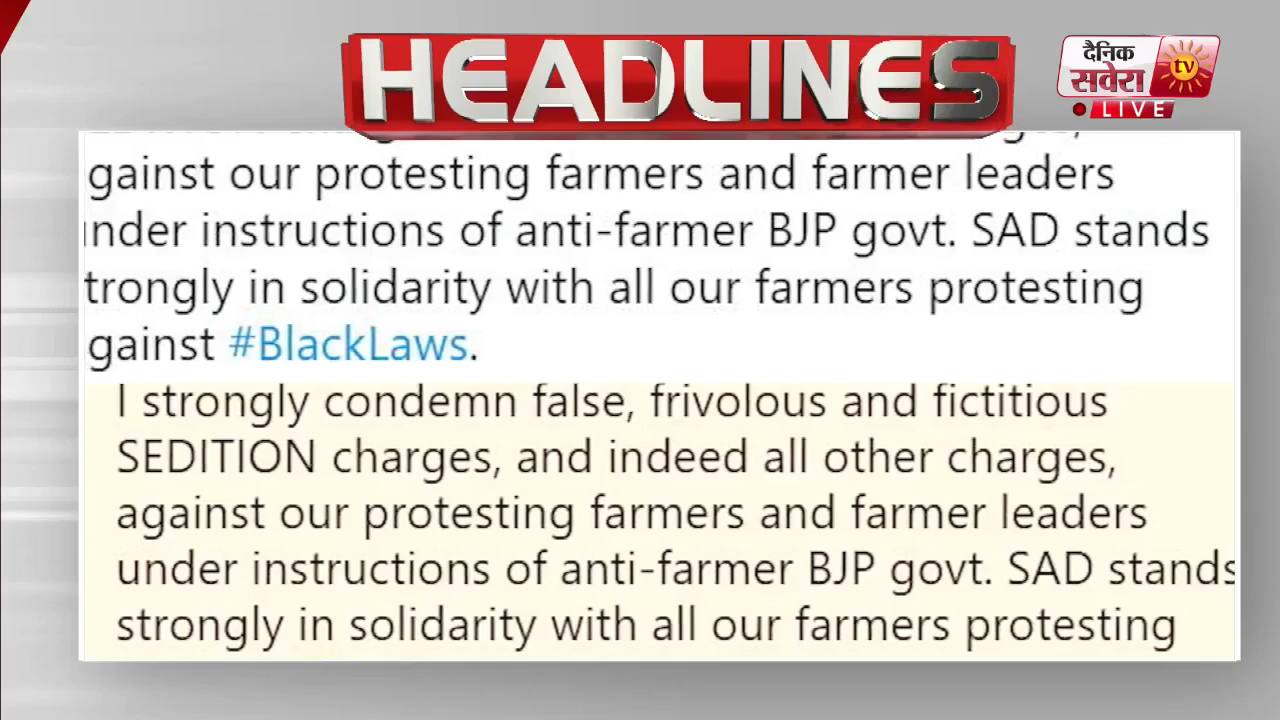 HEADLINES
दैनिक
सवेरा
tv
LIVE
gainst our protesting farmers and farmer leaders
nder instructions of anti-farmer BJP govt. SAD stands
trongly in solidarity with all our farmers protesting
gainst #BlackLaws.
I strongly condemn false, frivolous and fictitious
SEDITION charges, and indeed all other charges,
against our protesting farmers and farmer leaders
under instructions of anti-farmer BJP govt. SAD stands
strongly in solidarity with all our farmers protesting